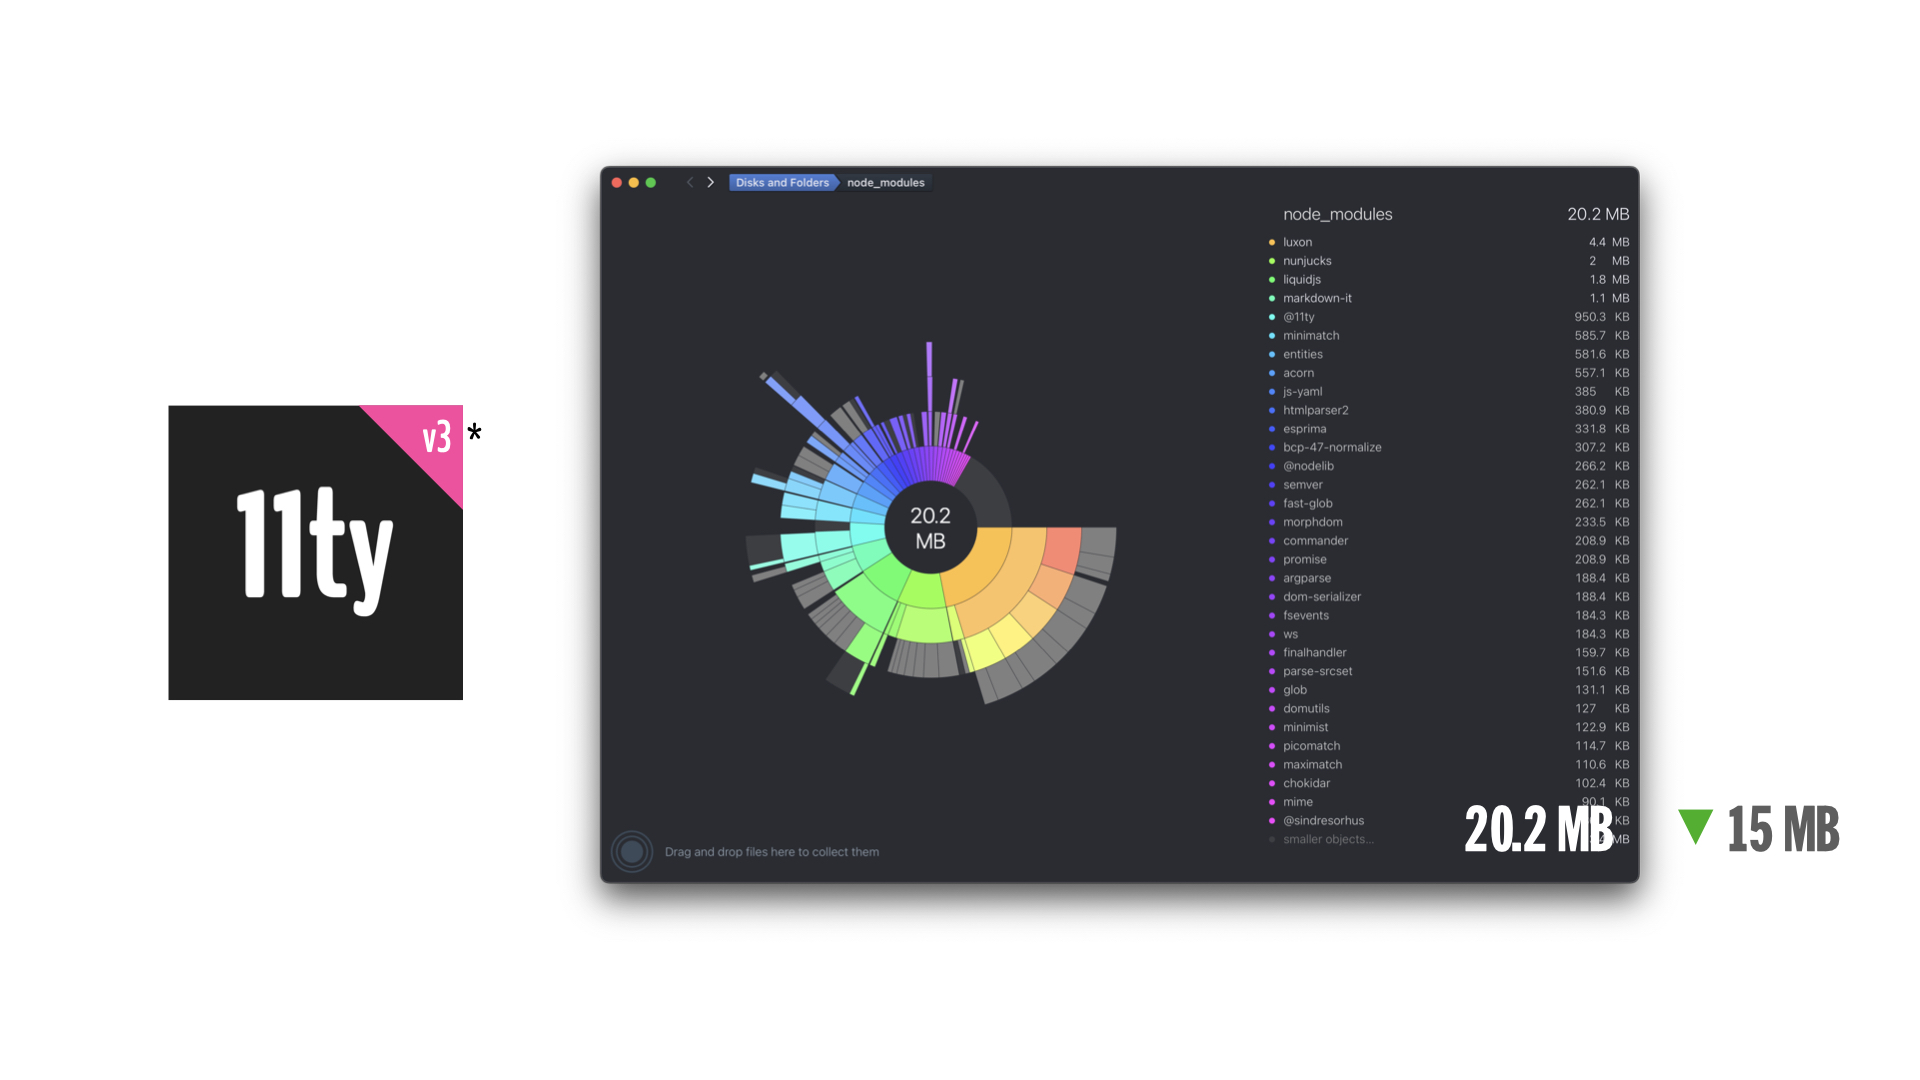 11ty
v3
*
Disks and Folders
node_modules
node_modules 20.2 MB
luxon 4.4 MB
nunjucks 2 MB
liquidjs 1.8 MB
markdown-it 1.1 MB
@11ty 950.3 KB
minimatch 585.7 KB
entities 581.6 KB
acorn 557.1 KB
js-yaml 385 KB
htmlparser2 380.9 KB
esprima 331.8 KB
bcp-47-normalize 307.2 KB
@nodelib 266.2 KB
semver 262.1 KB
fast-glob 262.1 KB
morphdom 233.5 KB
commander 208.9 KB
promise 208.9 KB
argparse 188.4 KB
dom-serializer 188.4 KB
fsevents 184.3 KB
ws 184.3 KB
finalhandler 159.7 KB
parse-srcset 151.6 KB
glob 131.1 KB
domutils 127 KB
minimist 122.9 KB
picomatch 114.7 KB
maximatch 110.6 KB
chokidar 102.4 KB
mime 90.1 KB
@sindresorhus KB
smaller objects... MB
20.2
MB
Drag and drop files here to collect them
20.2 MB
▼ 15 MB